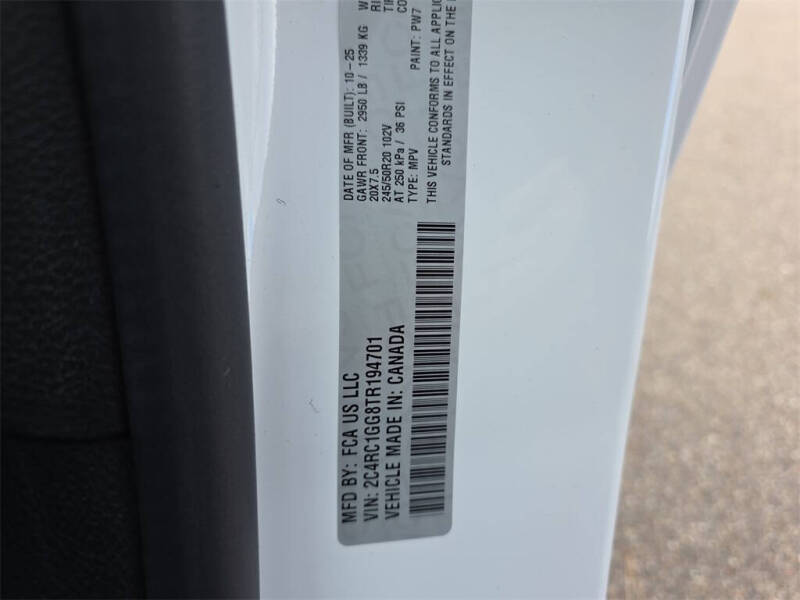 MFD BY: FCA US LLC
VIN: 2C4RC1GG8TR194701
VEHICLE MADE IN: CANADA
DATE OF MFR (BUILT): 10-25
GAWR FRONT: 2950 LB / 1339 KG
20X7.5
245/50R20 102V
AT 250 kPa / 36 PSI
TYPE: MPV
PAINT: PW7
THIS VEHICLE CONFORMS TO ALL
STANDARDS IN EFFECT ON THE